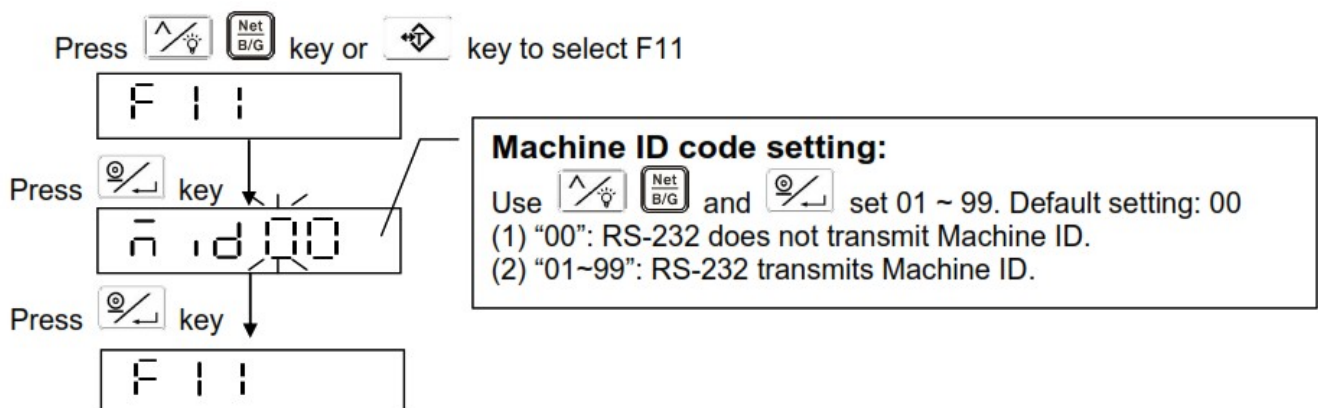 Press Net B/G key or T key to select F11
F11
Press key
Machine ID code setting:
Use Net B/G and set 01 ~ 99. Default setting: 00
(1) “00”: RS-232 does not transmit Machine ID.
(2) “01~99”: RS-232 transmits Machine ID.
n̄ id00
Press key
F11